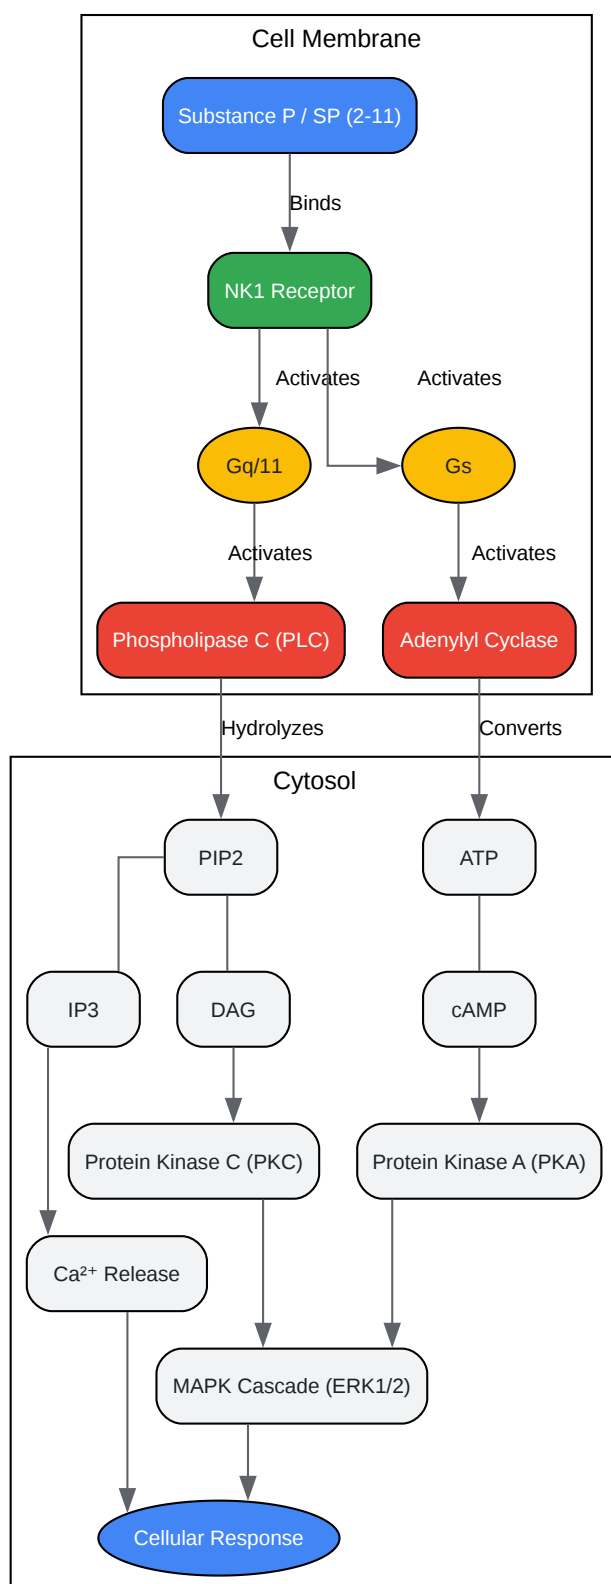 Cell Membrane
Substance P / SP (2-11)
Binds
NK1 Receptor
Activates
Activates
Gq/11
Gs
Activates
Activates
Phospholipase C (PLC)
Adenylyl Cyclase
Hydrolyzes
Converts
Cytosol
PIP2
ATP
IP3
DAG
cAMP
Protein Kinase C (PKC)
Protein Kinase A (PKA)
Ca²⁺ Release
MAPK Cascade (ERK1/2)
Cellular Response